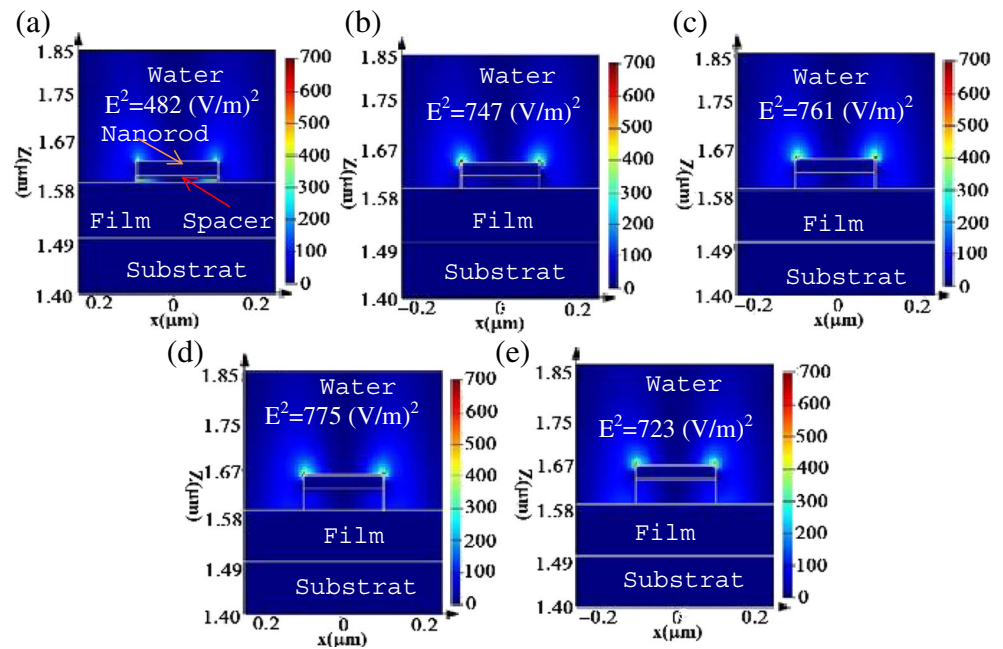 (a)
1.85
1.75
1.67
1.58
1.49
1.40
Z(μm)
Water
E²=482 (V/m)²
Nanorod
Film
Spacer
Substrat
0.2
0
0.2
x(μm)
700
600
500
400
300
200
100
0
(b)
1.85
1.75
1.67
1.58
1.49
1.40
Z(μm)
Water
E²=747 (V/m)²
Film
Substrat
−0.2
0
0.2
x(μm)
700
600
500
400
300
200
100
0
(c)
1.85
1.75
1.67
1.58
1.49
1.40
Z(μm)
Water
E²=761 (V/m)²
Film
Substrat
−0.2
0
0.2
x(μm)
700
600
500
400
300
200
100
0
(d)
1.85
1.75
1.67
1.58
1.49
1.40
Z(μm)
Water
E²=775 (V/m)²
Film
Substrat
0.2
0
0.2
x(μm)
700
600
500
400
300
200
100
0
(e)
1.85
1.75
1.67
1.58
1.49
1.40
Z(μm)
Water
E²=723 (V/m)²
Film
Substrat
−0.2
0
0.2
x(μm)
700
600
500
400
300
200
100
0